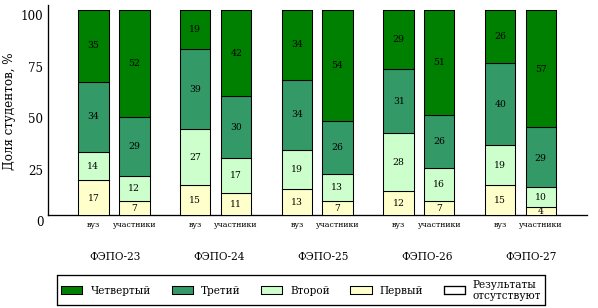 Доля студентов, %
100
75
50
25
0
35 52 19 42 34 54 29 51 26 57
34 29 39 30 34 26 31 26 40 29
14 12 27 17 19 13 28 16 19 10
17 7 15 11 13 7 12 7 15 4
вуз участники вуз участники вуз участники вуз участники вуз участники
ФЭПО-23 ФЭПО-24 ФЭПО-25 ФЭПО-26 ФЭПО-27
Четвертый Третий Второй Первый Результаты
отсутствуют